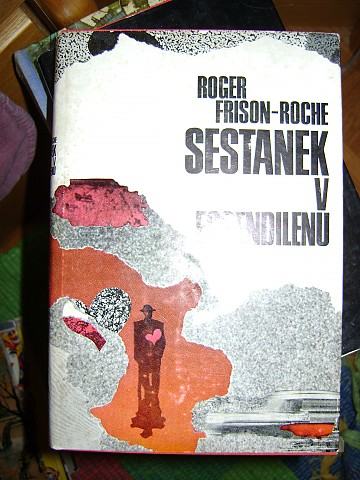 ROGER
FRISON-ROCHE
SESTANEK
V